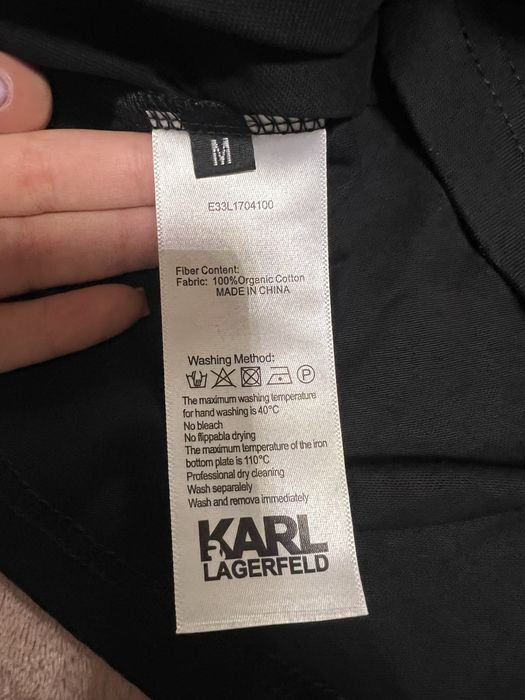 M
E33L1704100
Fiber Content:
Fabric: 100%Organic Cotton
MADE IN CHINA
Washing Method:
P
The maximum washing temperature
for hand washing is 40°C
No bleach
No flippabla drying
The maximum temperature of the iron
bottom plate is 110°C
Professional dry cleaning
Wash separalely
Wash and remova immediately
KARL
LAGERFELD